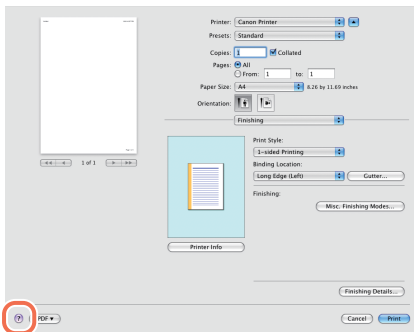 Printer: Canon Printer
Presets: Standard
Copies: 1 Collated
Pages: All
From: 1 to: 1
Paper Size: A4 8.26 by 11.69 inches
Orientation:
Finishing
Print Style:
1-sided Printing
Binding Location:
Long Edge (Left) Gutter...
Finishing:
Misc. Finishing Modes...
1 of 1
Printer Info
Finishing Details...
? PDF Cancel Print